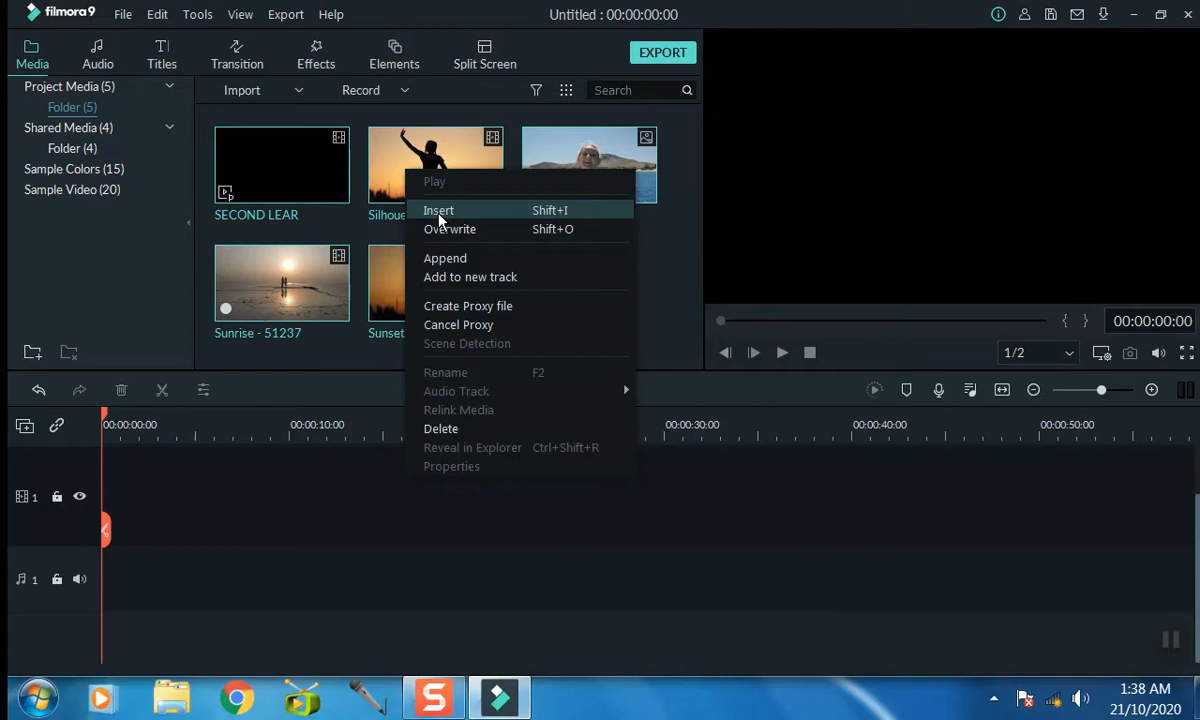 filmora9 File Edit Tools View Export Help Untitled : 00:00:00:00
Media Audio Titles Transition Effects Elements Split Screen EXPORT
Project Media (5)
Folder (5)
Shared Media (4)
Folder (4)
Sample Colors (15)
Sample Video (20)
Import Record Search
SECOND LEAR
Silhoue
Sunrise - 51237
Sunset
Play
Insert Shift+I
Overwrite Shift+O
Append
Add to new track
Create Proxy file
Cancel Proxy
Scene Detection
Rename F2
Audio Track
Relink Media
Delete
Reveal in Explorer Ctrl+Shift+R
Properties
00:00:00:00
1/2
00:00:00:00 00:00:10:00 00:00:30:00 00:00:40:00 00:00:50:00
1
1
S
1:38 AM
21/10/2020